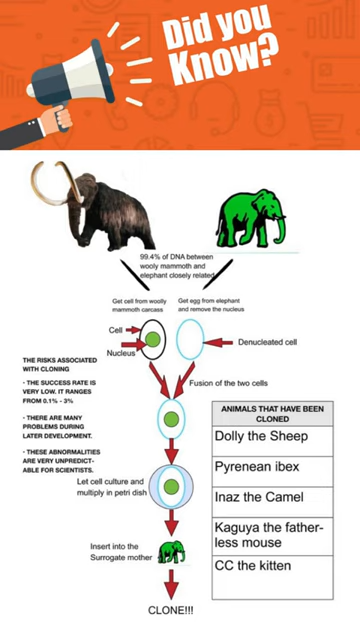 Did you
Know?
99.4% of DNA between
wooly mammoth and
elephant closely related
Get cell from woolly
mammoth carcass
Get egg from elephant
and remove the nucleus
Cell
Nucleus
Denucleated cell
Fusion of the two cells
THE RISKS ASSOCIATED
WITH CLONING
- THE SUCCESS RATE IS
VERY LOW, IT RANGES
FROM 0.1% - 3%
- THERE ARE MANY
PROBLEMS DURING
LATER DEVELOPMENT.
- THESE ABNORMALITIES
ARE VERY UNPREDICT-
ABLE FOR SCIENTISTS.
Let cell culture and
multiply in petri dish
Insert into the
Surrogate mother
CLONE!!!
ANIMALS THAT HAVE BEEN
CLONED
Dolly the Sheep
Pyrenean ibex
Inaz the Camel
Kaguya the father-
less mouse
CC the kitten